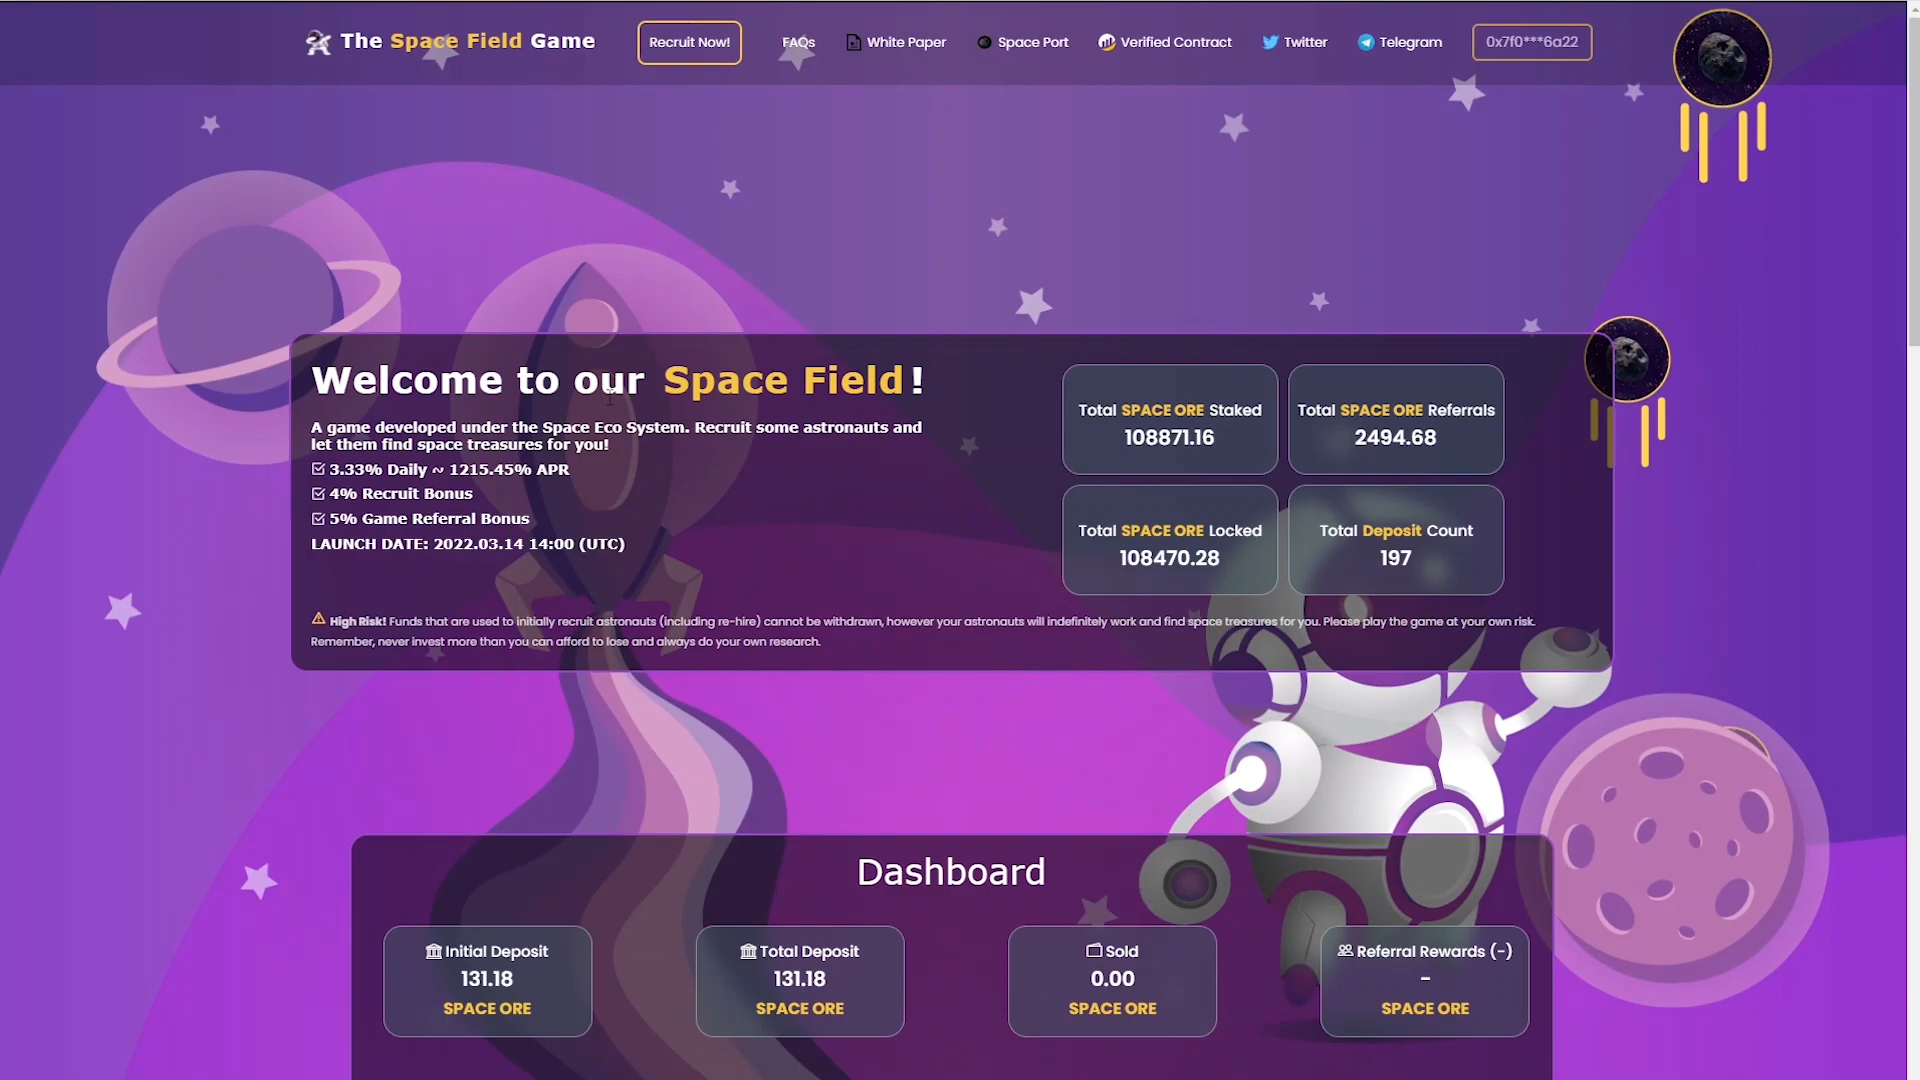 The Space Field Game
Recruit Now!
FAQs
White Paper
Space Port
Verified Contract
Twitter
Telegram
0x7f0***6a22
Welcome to our Space Field!
A game developed under the Space Eco System. Recruit some astronauts and
let them find space treasures for you!
3.33% Daily ~ 1215.45% APR
4% Recruit Bonus
5% Game Referral Bonus
LAUNCH DATE: 2022.03.14 14:00 (UTC)
Total SPACE ORE Staked
108871.16
Total SPACE ORE Referrals
2494.68
Total SPACE ORE Locked
108470.28
Total Deposit Count
197
High Risk! Funds that are used to initially recruit astronauts (including re-hire) cannot be withdrawn, however your astronauts will indefinitely work and find space treasures for you. Please play the game at your own risk.
Remember, never invest more than you can afford to lose and always do your own research.
Dashboard
Initial Deposit
131.18
SPACE ORE
Total Deposit
131.18
SPACE ORE
Sold
0.00
SPACE ORE
Referral Rewards (-)
-
SPACE ORE